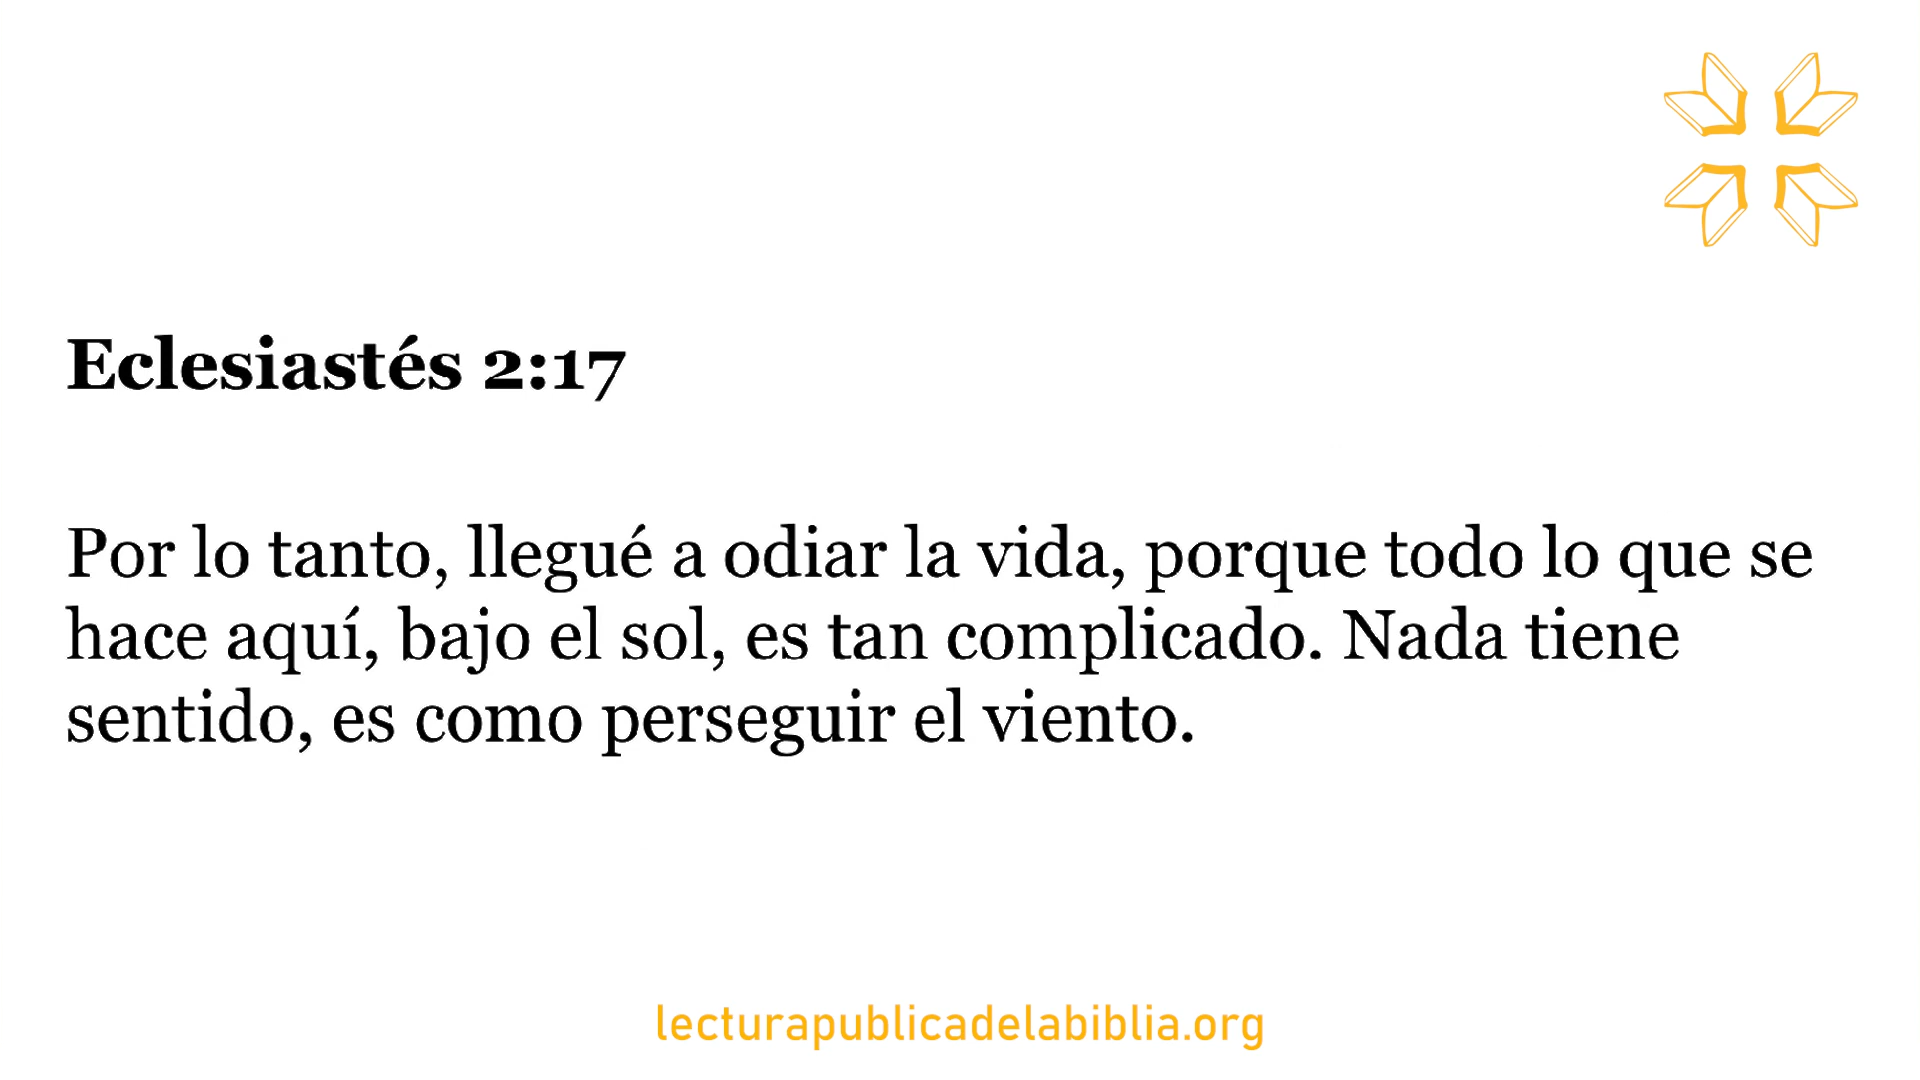 Eclesiastés 2:17
Por lo tanto, llegué a odiar la vida, porque todo lo que se
hace aquí, bajo el sol, es tan complicado. Nada tiene
sentido, es como perseguir el viento.
lecturapublicadelabiblia.org